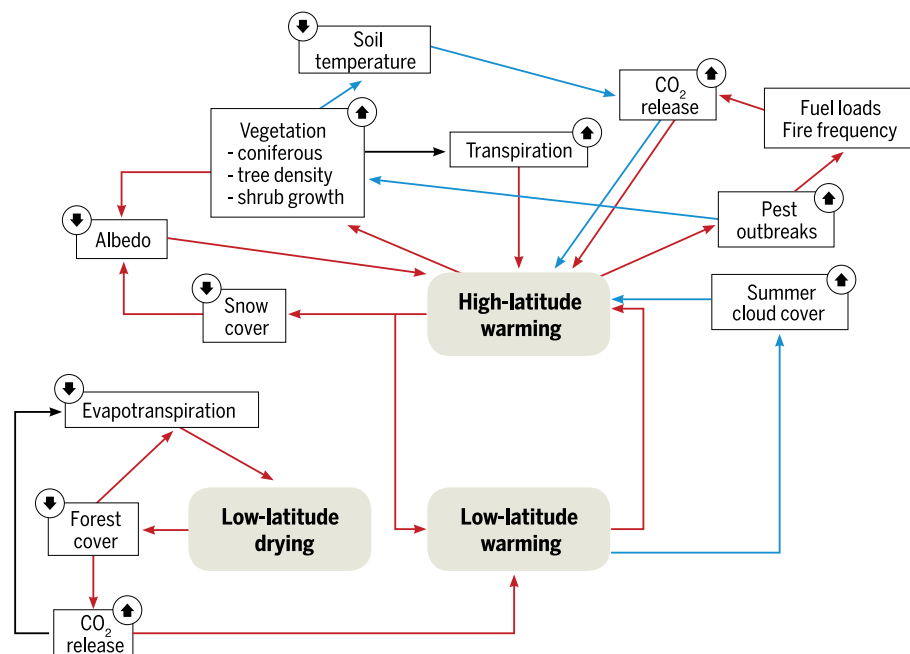 Soil
temperature
CO₂
release
Fuel loads
Fire frequency
Vegetation
- coniferous
- tree density
- shrub growth
Transpiration
Pest
outbreaks
Albedo
Snow
cover
High-latitude
warming
Summer
cloud cover
Evapotranspiration
Forest
cover
Low-latitude
drying
Low-latitude
warming
CO₂
release